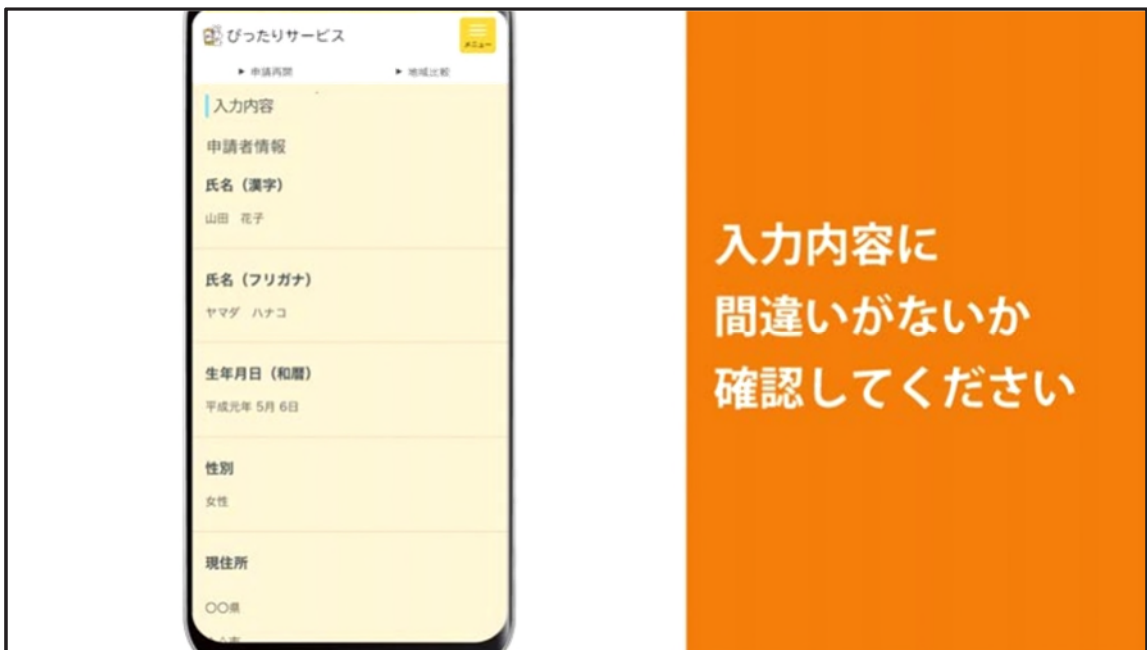 ぴったりサービス
メニュー
▶ 申請再開
▶ 地域比較
入力内容
申請者情報
氏名（漢字）
山田　花子
氏名（フリガナ）
ヤマダ　ハナコ
生年月日（和暦）
平成元年 5月 6日
性別
女性
現住所
〇〇県
入力内容に
間違いがないか
確認してください